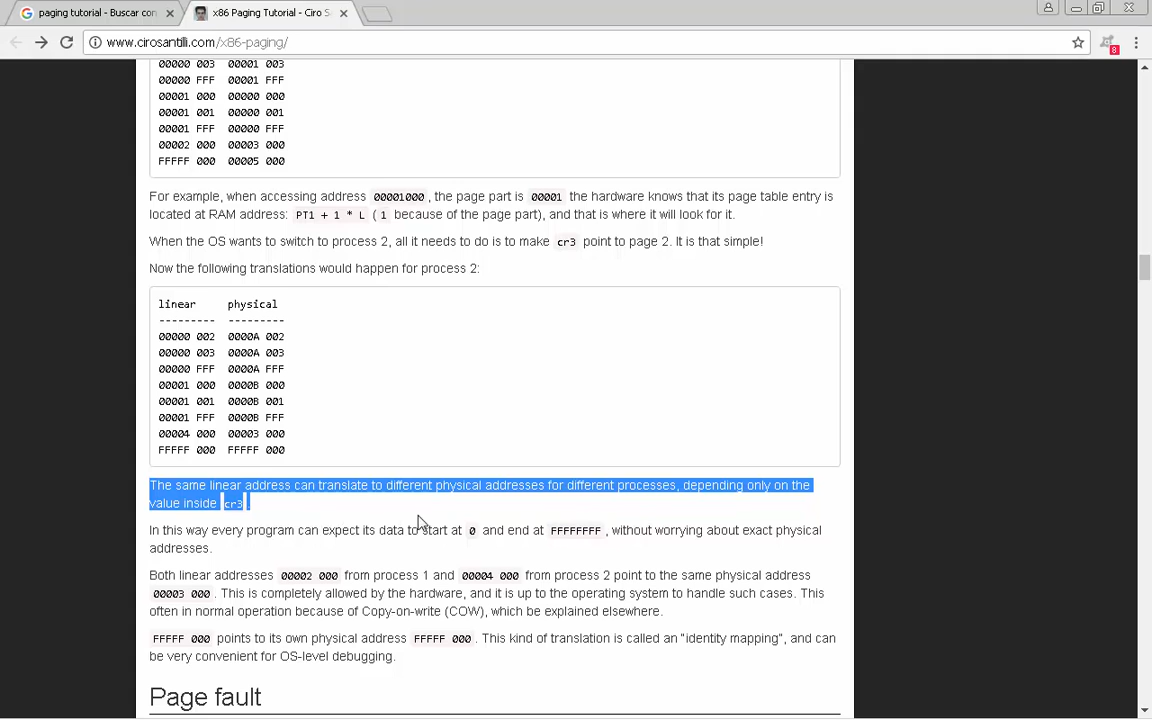 paging tutorial - Buscar con
x86 Paging Tutorial - Ciro S
www.cirosantilli.com/x86-paging/
8
00000 003 00001 003
00000 FFF 00001 FFF
00001 000 00000 000
00001 001 00000 001
00001 FFF 00000 FFF
00002 000 00003 000
FFFFF 000 00005 000
For example, when accessing address 00001000, the page part is 00001 the hardware knows that its page table entry is
located at RAM address: PT1 + 1 * L ( 1 because of the page part), and that is where it will look for it.
When the OS wants to switch to process 2, all it needs to do is to make cr3 point to page 2. It is that simple!
Now the following translations would happen for process 2:
linear physical
--------- ---------
00000 002 0000A 002
00000 003 0000A 003
00000 FFF 0000A FFF
00001 000 0000B 000
00001 001 0000B 001
00001 FFF 0000B FFF
00004 000 00003 000
FFFFF 000 FFFFF 000
The same linear address can translate to different physical addresses for different processes, depending only on the
value inside cr3 .
In this way every program can expect its data to start at 0 and end at FFFFFFFF, without worrying about exact physical
addresses.
Both linear addresses 00002 000 from process 1 and 00004 000 from process 2 point to the same physical address
00003 000. This is completely allowed by the hardware, and it is up to the operating system to handle such cases. This
often in normal operation because of Copy-on-write (COW), which be explained elsewhere.
FFFFF 000 points to its own physical address FFFFF 000. This kind of translation is called an "identity mapping", and can
be very convenient for OS-level debugging.
Page fault